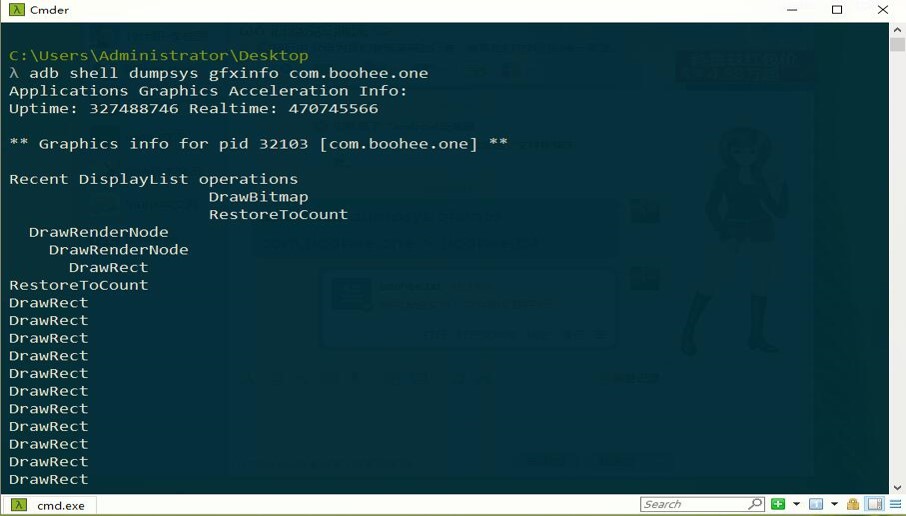 Cmder
C:\Users\Administrator\Desktop
λ adb shell dumpsys gfxinfo com.boohee.one
Applications Graphics Acceleration Info:
Uptime: 327488746 Realtime: 470745566
** Graphics info for pid 32103 [com.boohee.one] **
Recent DisplayList operations
DrawBitmap
RestoreToCount
DrawRenderNode
DrawRenderNode
DrawRect
RestoreToCount
DrawRect
DrawRect
DrawRect
DrawRect
DrawRect
DrawRect
DrawRect
DrawRect
DrawRect
DrawRect
DrawRect
cmd.exe
Search